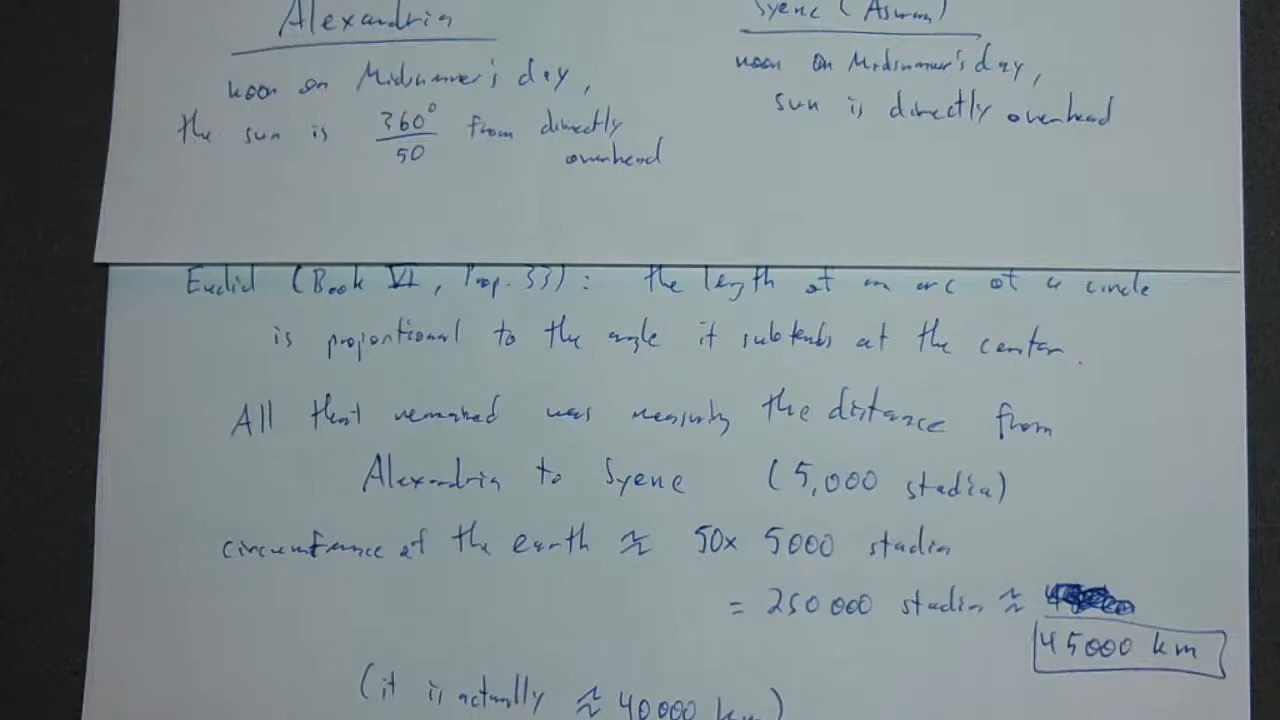 Alexandria
noon on Midsummer's day,
the sun is 360°/50 from directly
overhead
Syene (Aswan)
noon on Midsummer's day,
sun is directly overhead
Euclid (Book VI, Prop. 33): the length of an arc of a circle
is proportional to the angle it subtends at the center.
All that remained was measuring the distance from
Alexandria to Syene (5,000 stadia)
circumference of the earth ≈ 50x 5000 stadia
= 250000 stadia ≈
45000 km
(it is actually ≈ 40000 km)